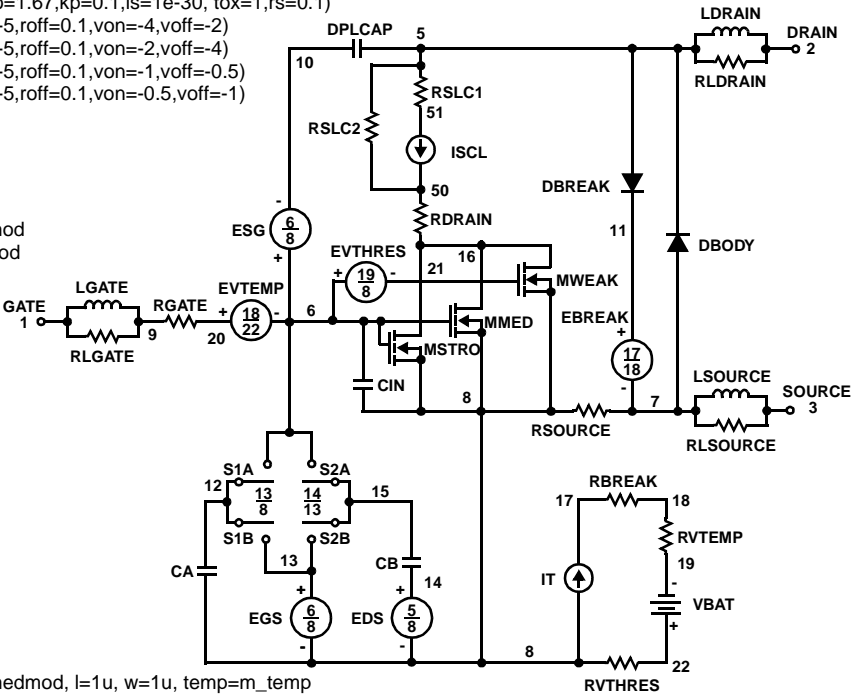 =1.67,kp=0.1,is=1e-30, tox=1,rs=0.1)
-5,roff=0.1,von=-4,voff=-2)
-5,roff=0.1,von=-2,voff=-4)
-5,roff=0.1,von=-1,voff=-0.5)
-5,roff=0.1,von=-0.5,voff=-1)
LDRAIN
DPLCAP 5 DRAIN
2
10
RLDRAIN
RSLC1
51
RSLC2
ISCL
50
DBREAK
RDRAIN
mod
od
ESG 6 8
- +
11
DBODY
EVTHRES
16
+ 19 8 - 21
MWEAK
LGATE
EVTEMP
GATE
1
RGATE
+ 18 22 -
6
MMED
EBREAK
+
9
20
MSTRO
17 18
-
RLGATE
CIN
LSOURCE
SOURCE
3
8
7
RSOURCE
RLSOURCE
S1A S2A
12
13 8
14 13
15
RBREAK
17 18
S1B S2B
RVTEMP
13
CB
19
CA
14
IT
-
VBAT
+ +
EGS 6 8
EDS 5 8
+
- -
8
22
RVTHRES
nedmod, l=1u, w=1u, temp=m_temp